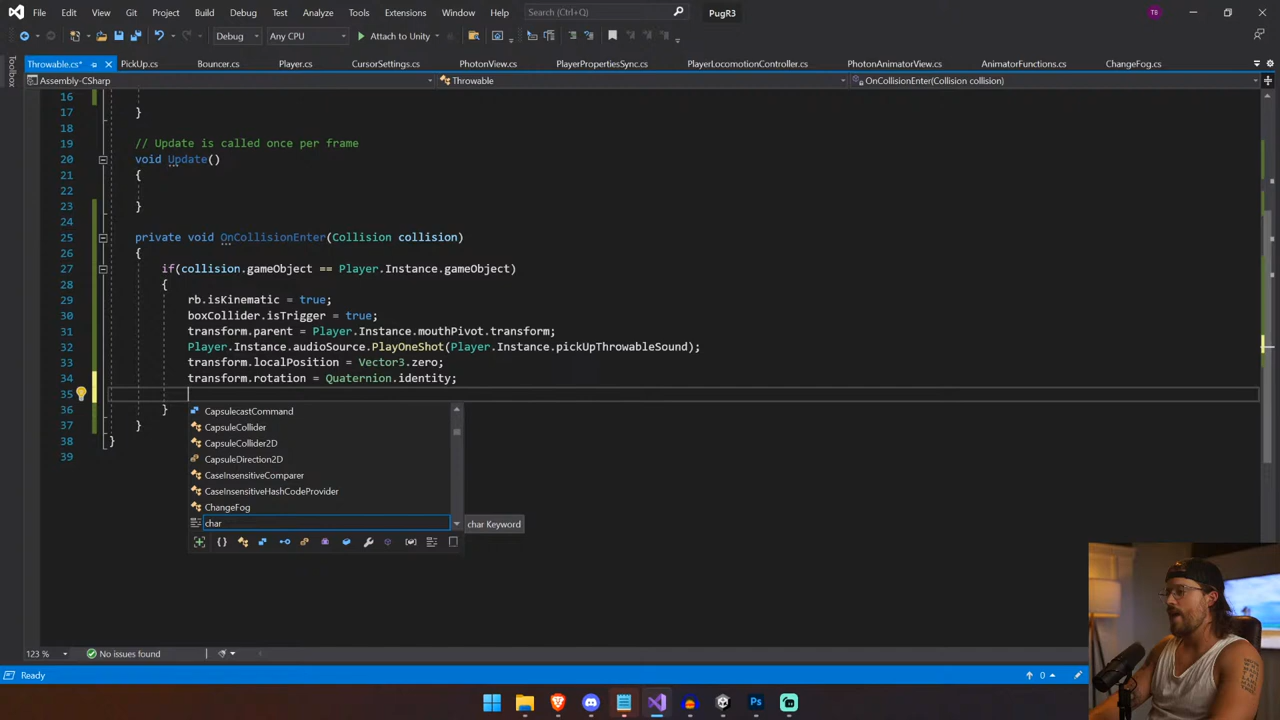 File Edit View Git Project Build Debug Test Analyze Tools Extensions Window Help Search (Ctrl+Q) PugR3 TB
Debug Any CPU Attach to Unity
Throwable.cs* PickUp.cs Bouncer.cs Player.cs CursorSettings.cs PhotonView.cs PlayerPropertiesSync.cs PlayerLocomotionController.cs PhotonAnimatorView.cs AnimatorFunctions.cs ChangeFog.cs
Toolbox
Assembly-CSharp Throwable OnCollisionEnter(Collision collision)
16
17 }
18
19 // Update is called once per frame
20 void Update()
21 {
22
23 }
24
25 private void OnCollisionEnter(Collision collision)
26 {
27 if(collision.gameObject == Player.Instance.gameObject)
28 {
29 rb.isKinematic = true;
30 boxCollider.isTrigger = true;
31 transform.parent = Player.Instance.mouthPivot.transform;
32 Player.Instance.audioSource.PlayOneShot(Player.Instance.pickUpThrowableSound);
33 transform.localPosition = Vector3.zero;
34 transform.rotation = Quaternion.identity;
35
36 }
37 }
38 }
39
CapsulecastCommand
CapsuleCollider
CapsuleCollider2D
CapsuleDirection2D
CaseInsensitiveComparer
CaseInsensitiveHashCodeProvider
ChangeFog
char char Keyword
123 % No issues found
Ready 0